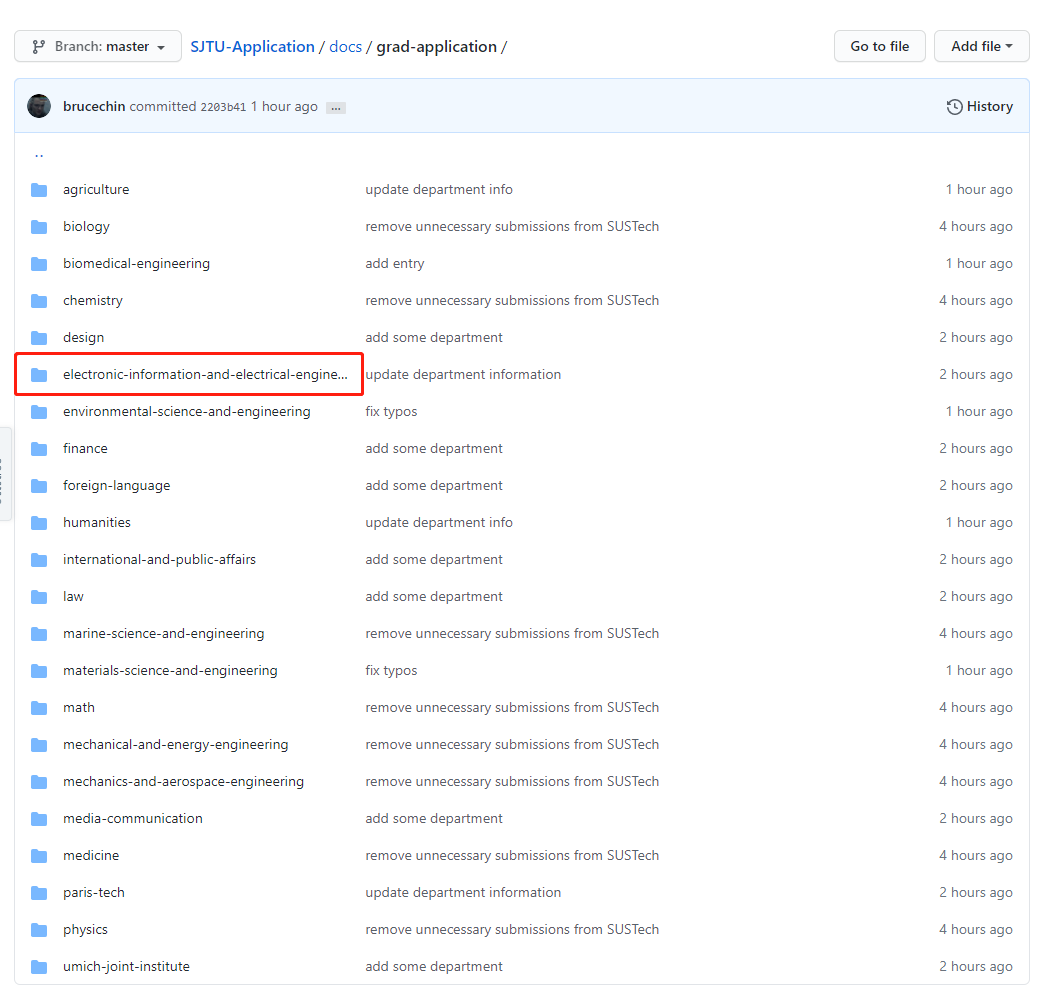 Branch: master
SJTU-Application / docs / grad-application /
Go to file
Add file
brucechin committed 2203b41 1 hour ago ...
History
..
agriculture update department info 1 hour ago
biology remove unnecessary submissions from SUSTech 4 hours ago
biomedical-engineering add entry 1 hour ago
chemistry remove unnecessary submissions from SUSTech 4 hours ago
design add some department 2 hours ago
electronic-information-and-electrical-engine... update department information 2 hours ago
environmental-science-and-engineering fix typos 1 hour ago
finance add some department 2 hours ago
foreign-language add some department 2 hours ago
humanities update department info 1 hour ago
international-and-public-affairs add some department 2 hours ago
law add some department 2 hours ago
marine-science-and-engineering remove unnecessary submissions from SUSTech 4 hours ago
materials-science-and-engineering fix typos 1 hour ago
math remove unnecessary submissions from SUSTech 4 hours ago
mechanical-and-energy-engineering remove unnecessary submissions from SUSTech 4 hours ago
mechanics-and-aerospace-engineering remove unnecessary submissions from SUSTech 4 hours ago
media-communication add some department 2 hours ago
medicine remove unnecessary submissions from SUSTech 4 hours ago
paris-tech update department information 2 hours ago
physics remove unnecessary submissions from SUSTech 4 hours ago
umich-joint-institute add some department 2 hours ago